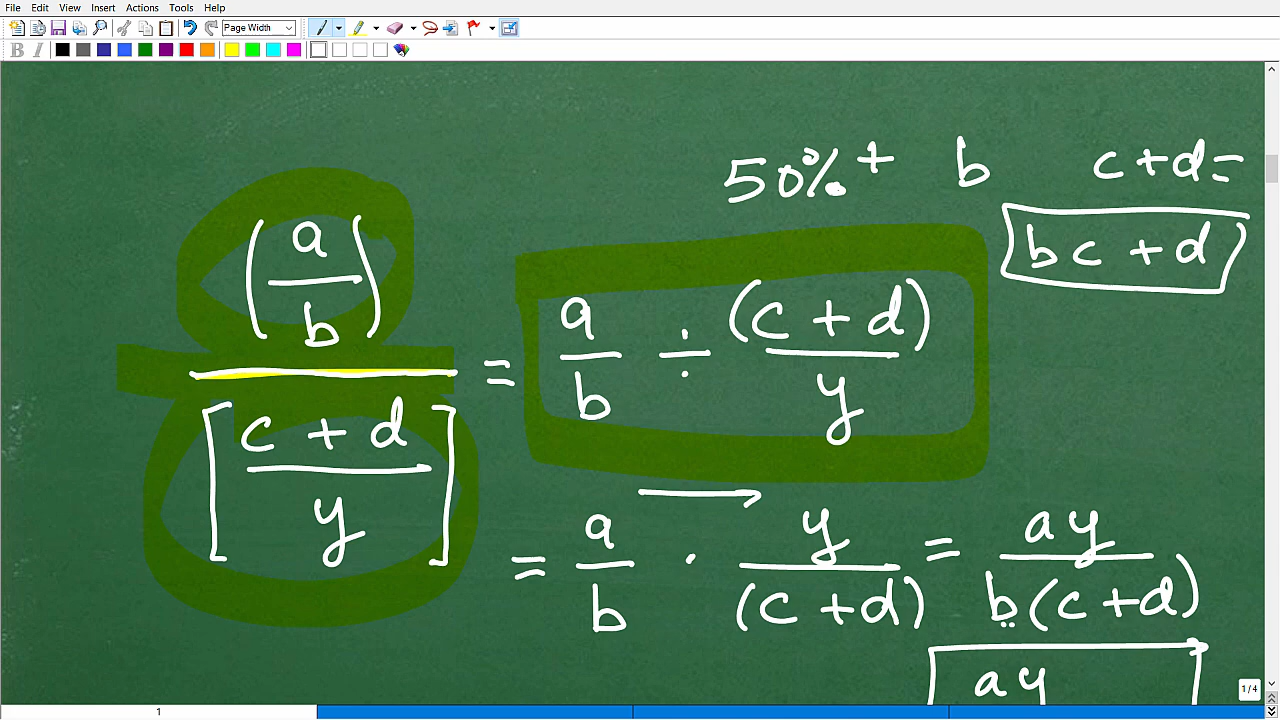 File Edit View Insert Actions Tools Help
Page Width
B I
50% + b c + d =
bc + d
(a/b) / [(c + d)/y] = a/b ÷ (c + d)/y
= a/b · y/(c + d) = ay/b(c + d)
ay
1/4
1